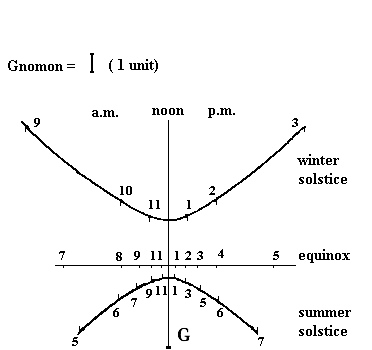 Gnomon = I ( 1 unit)
a.m. noon p.m.
9 3
winter
solstice
10 2
11 1
7 8 9 11 1 2 3 4 5 equinox
9 11 1 3
7 5
6 6
summer
solstice
5 7
G